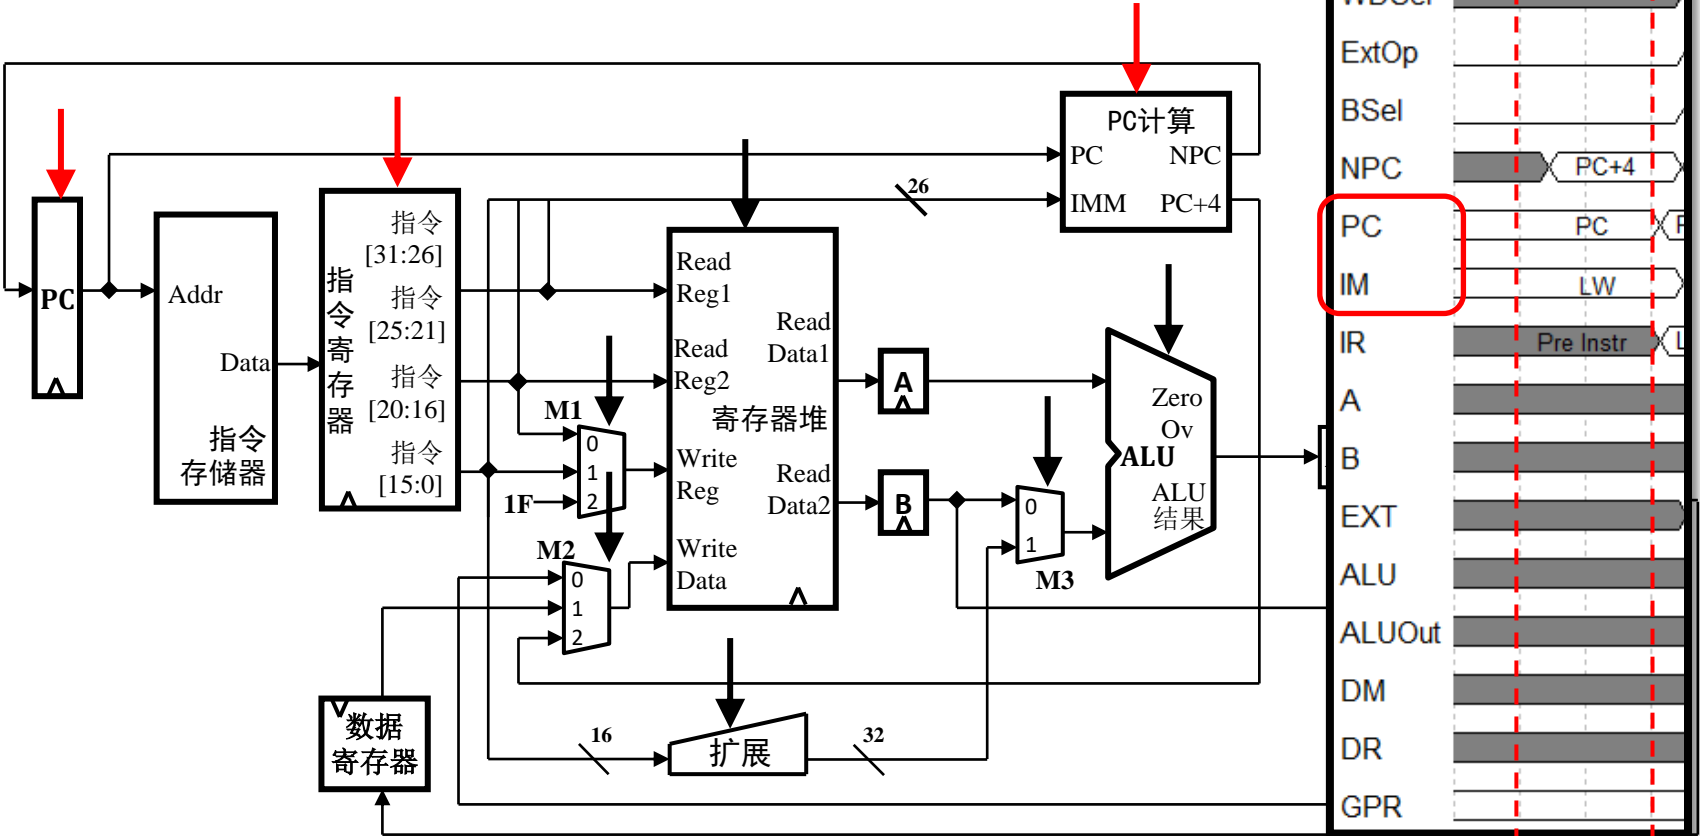 PC
Addr
Data
指令
存储器
指令寄存器
指令
[31:26]
指令
[25:21]
指令
[20:16]
指令
[15:0]
M1
0
1
2
1F
M2
0
1
2
数据
寄存器
16
扩展
32
Read
Reg1
Read
Data1
Read
Reg2
寄存器堆
Write
Reg
Read
Data2
Write
Data
A
B
0
1
M3
26
PC计算
PC
NPC
IMM
PC+4
Zero
Ov
ALU
ALU
结果
ExtOp
BSel
NPC
PC+4
PC
PC
IM
LW
IR
Pre Instr
A
B
EXT
ALU
ALUOut
DM
DR
GPR